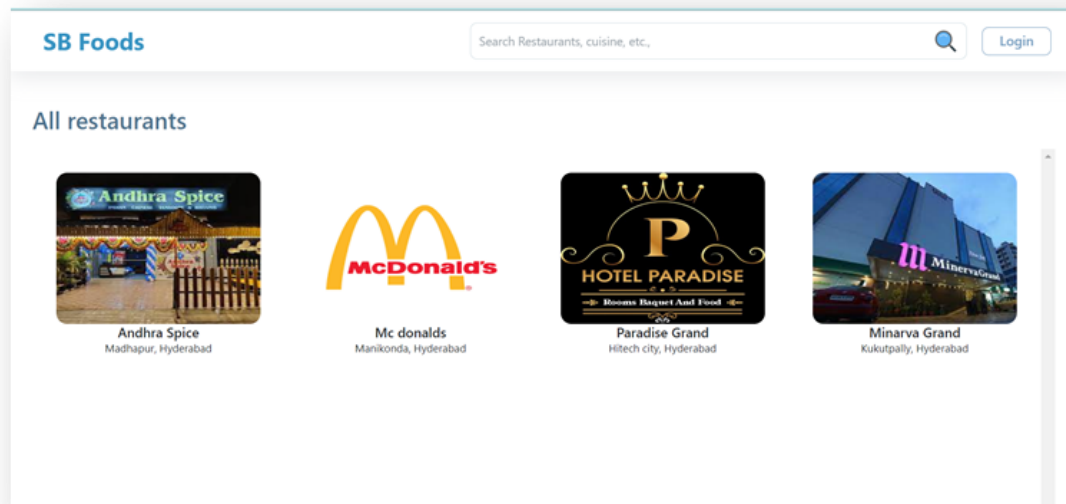 SB Foods
Search Restaurants, cuisine, etc.,
Login
All restaurants
Andhra Spice
McDonald's
P
HOTEL PARADISE
Rooms Baquet And Food
m
MinervaGrand
Andhra Spice
Madhapur, Hyderabad
Mc donalds
Manikonda, Hyderabad
Paradise Grand
Hitech city, Hyderabad
Minarva Grand
Kukutpally, Hyderabad